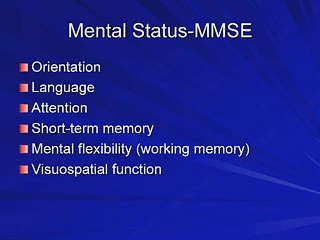 Mental Status-MMSE
Orientation
Language
Attention
Short-term memory
Mental flexibility (working memory)
Visuospatial function